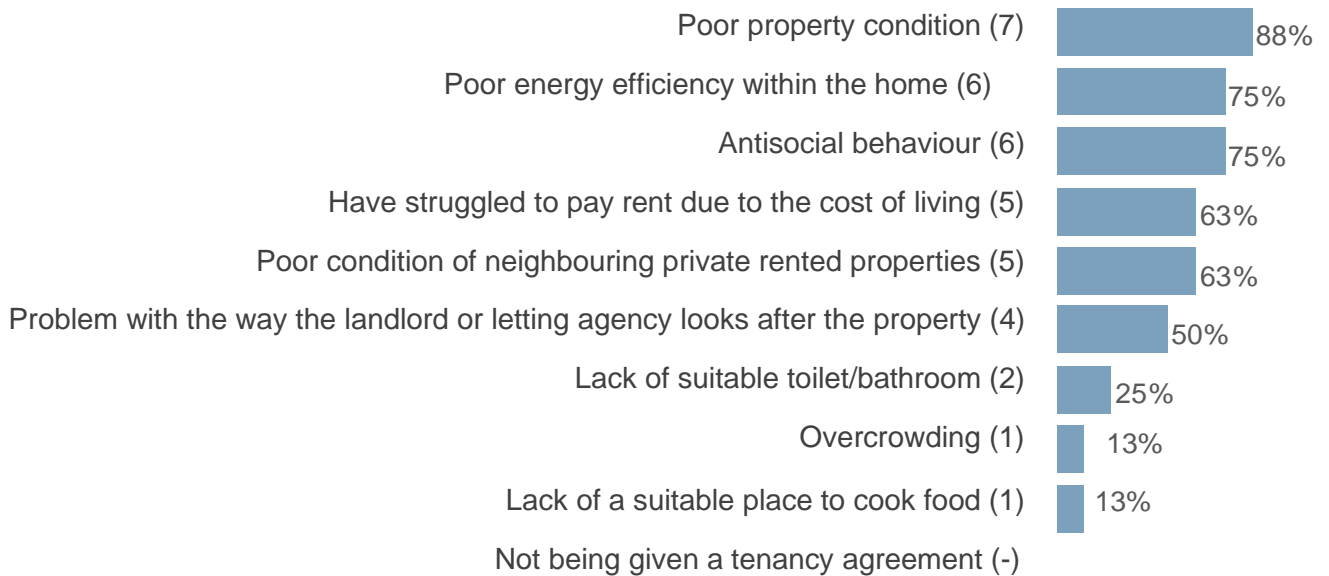 Poor property condition (7) 88%
Poor energy efficiency within the home (6) 75%
Antisocial behaviour (6) 75%
Have struggled to pay rent due to the cost of living (5) 63%
Poor condition of neighbouring private rented properties (5) 63%
Problem with the way the landlord or letting agency looks after the property (4) 50%
Lack of suitable toilet/bathroom (2) 25%
Overcrowding (1) 13%
Lack of a suitable place to cook food (1) 13%
Not being given a tenancy agreement (-)